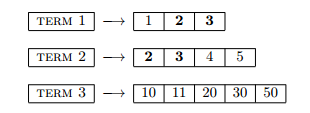 TERM 1 → 1 2 3
TERM 2 → 2 3 4 5
TERM 3 → 10 11 20 30 50